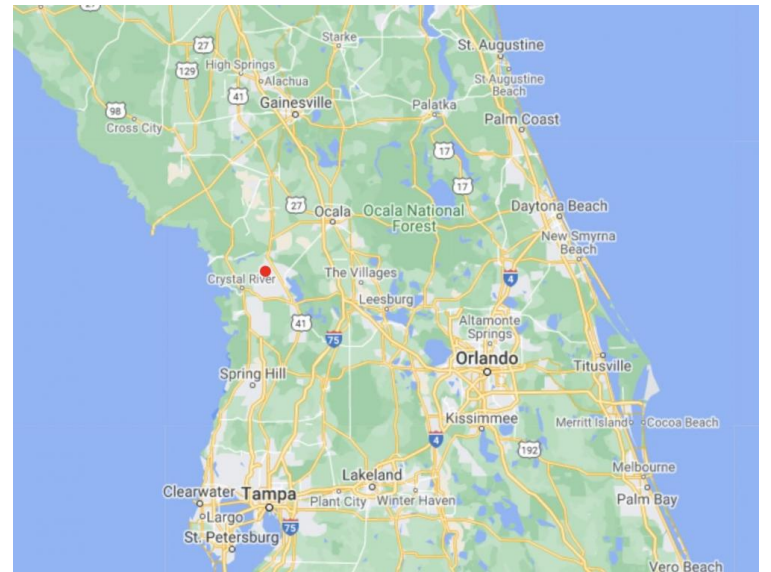 27
Starke
St. Augustine
High Springs
129
Alachua
St Augustine
Beach
41
Gainesville
Palatka
98
Cross City
Palm Coast
17
17
27
Ocala
Ocala National
Forest
Daytona Beach
New Smyrna
Beach
Crystal River
The Villages
4
Leesburg
41
75
Altamonte
Springs
Orlando
Titusville
Spring Hill
Kissimmee
Merritt Island
Cocoa Beach
4
192
Lakeland
Melbourne
Clearwater
Tampa
Plant City
Winter Haven
Palm Bay
Largo
75
St. Petersburg
Vero Beach